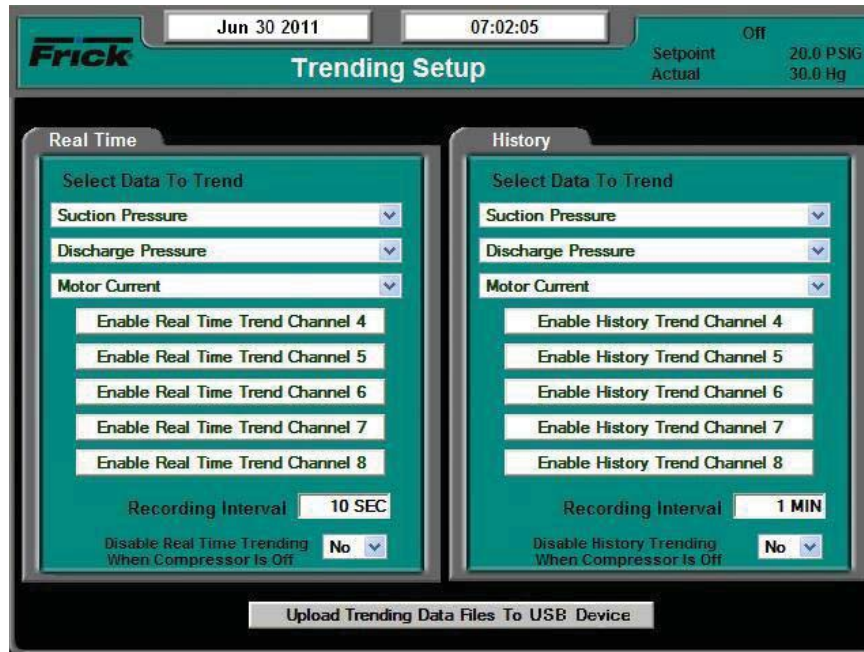 Jun 30 2011
07:02:05
Off
Frick
Trending Setup
Setpoint 20.0 PSIG
Actual 30.0 Hg
Real Time
Select Data To Trend
Suction Pressure
Discharge Pressure
Motor Current
Enable Real Time Trend Channel 4
Enable Real Time Trend Channel 5
Enable Real Time Trend Channel 6
Enable Real Time Trend Channel 7
Enable Real Time Trend Channel 8
Recording Interval 10 SEC
Disable Real Time Trending
When Compressor Is Off
No
History
Select Data To Trend
Suction Pressure
Discharge Pressure
Motor Current
Enable History Trend Channel 4
Enable History Trend Channel 5
Enable History Trend Channel 6
Enable History Trend Channel 7
Enable History Trend Channel 8
Recording Interval 1 MIN
Disable History Trending
When Compressor Is Off
No
Upload Trending Data Files To USB Device